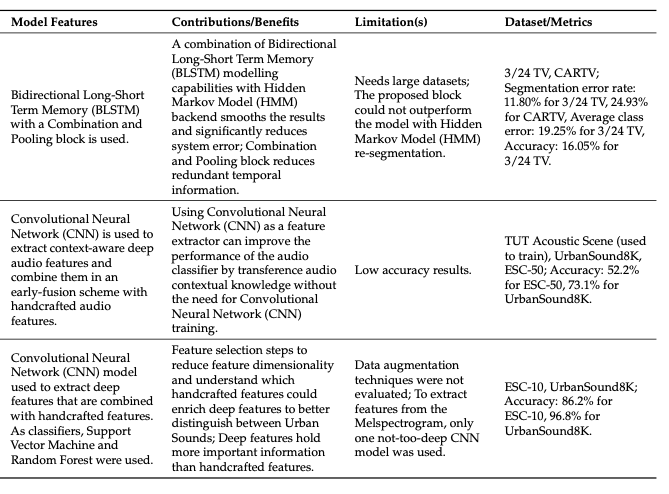 Model Features
Contributions/Benefits
Limitation(s)
Dataset/Metrics
Bidirectional Long-Short
Term Memory (BLSTM)
with a Combination and
Pooling block is used.
A combination of Bidirectional
Long-Short Term Memory
(BLSTM) modelling
capabilities with Hidden
Markov Model (HMM)
backend smooths the results
and significantly reduces
system error; Combination
and Pooling block reduces
redundant temporal
information.
Needs large datasets;
The proposed block
could not outperform
the model with Hidden
Markov Model (HMM)
re-segmentation.
3/24 TV, CARTV;
Segmentation error rate:
11.80% for 3/24 TV, 24.93%
for CARTV, Average class
error: 19.25% for 3/24 TV,
Accuracy: 16.05% for
3/24 TV.
Convolutional Neural
Network (CNN) is used to
extract context-aware deep
audio features and
combine them in an
early-fusion scheme with
handcrafted audio
features.
Using Convolutional Neural
Network (CNN) as a feature
extractor can improve the
performance of the audio
classifier by transference audio
contextual knowledge without
the need for Convolutional
Neural Network (CNN)
training.
Low accuracy results.
TUT Acoustic Scene (used
to train), UrbanSound8K,
ESC-50; Accuracy: 52.2%
for ESC-50, 73.1% for
UrbanSound8K.
Convolutional Neural
Network (CNN) model
used to extract deep
features that are combined
with handcrafted features.
As classifiers, Support
Vector Machine and
Random Forest were used.
Feature selection steps to
reduce feature dimensionality
and understand which
handcrafted features could
enrich deep features to better
distinguish between Urban
Sounds; Deep features hold
more important information
than handcrafted features.
Data augmentation
techniques were not
evaluated; To extract
features from the
Melspectrogram, only
one not-too-deep CNN
model was used.
ESC-10, UrbanSound8K;
Accuracy: 86.2% for
ESC-10, 96.8% for
UrbanSound8K.